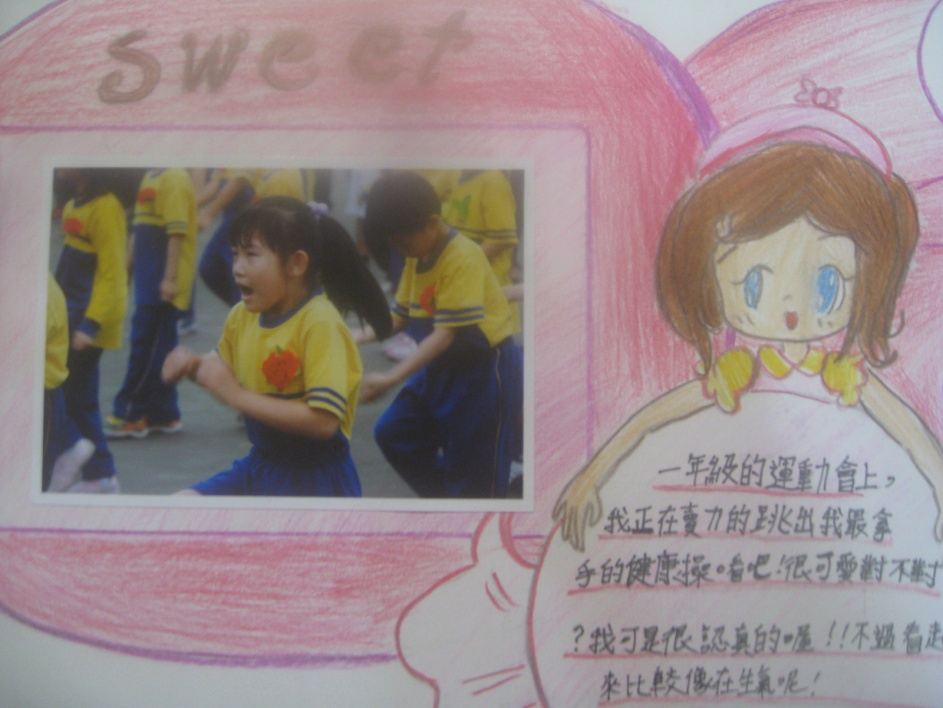 sweet
一年級的運動會上，
我正在賣力的跳出我最拿
手的健康操。看吧！很可愛對不對
？我可是很認真的喔！！不過看起
來比較像在生氣呢！